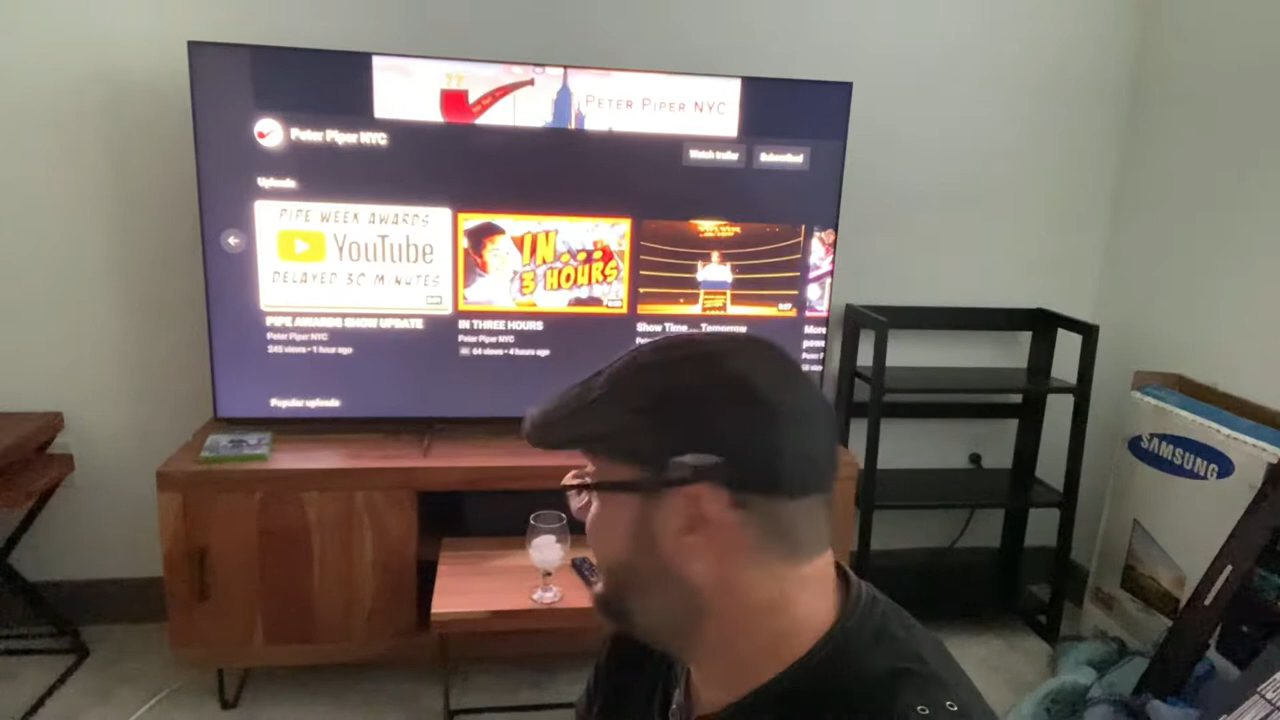 PETER PIPER NYC
Peter Piper NYC
Watch trailer
Subscribed
Uploads
PIPE WEEK AWARDS
YouTube
DELAYED 30 MINUTES
IN...
3 HOURS
PIPE AWARDS SHOW UPDATE
Peter Piper NYC
245 views • 1 hour ago
IN THREE HOURS
Peter Piper NYC
4K 64 views • 4 hours ago
Show Time.... Tomorrow
More
Popular uploads
SAMSUNG